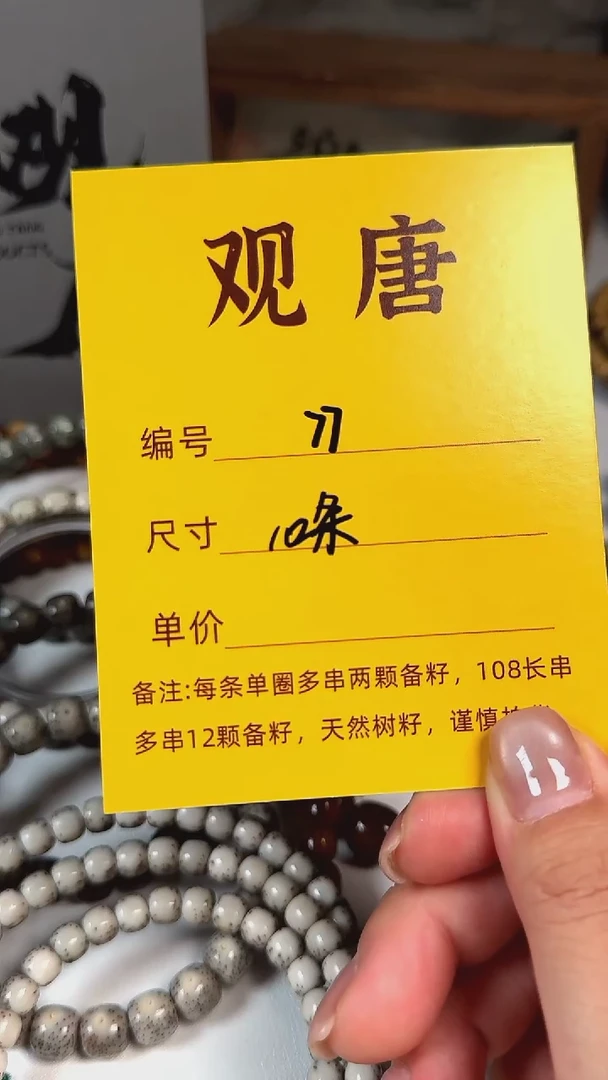 观 唐
编号 77
尺寸 10条
单价
备注:每条单圈多串两颗备籽，108长串
多串12颗备籽，天然树籽，谨慎